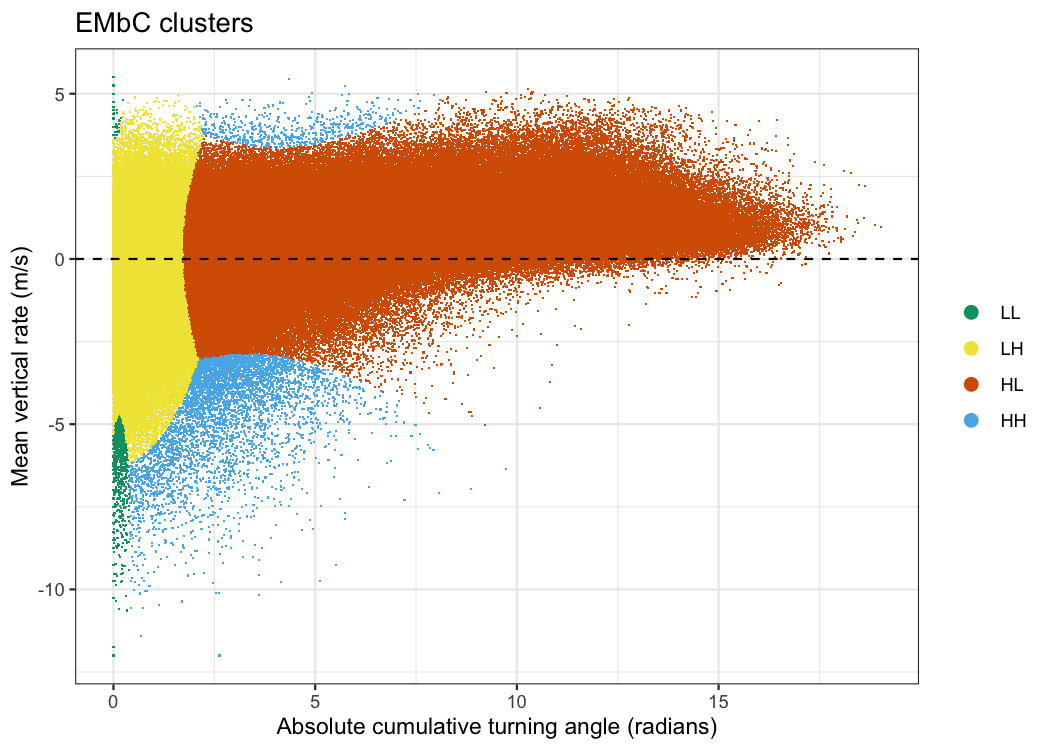 EMbC clusters
Mean vertical rate (m/s)
5
0
-5
-10
0 5 10 15
Absolute cumulative turning angle (radians)
LL
LH
HL
HH